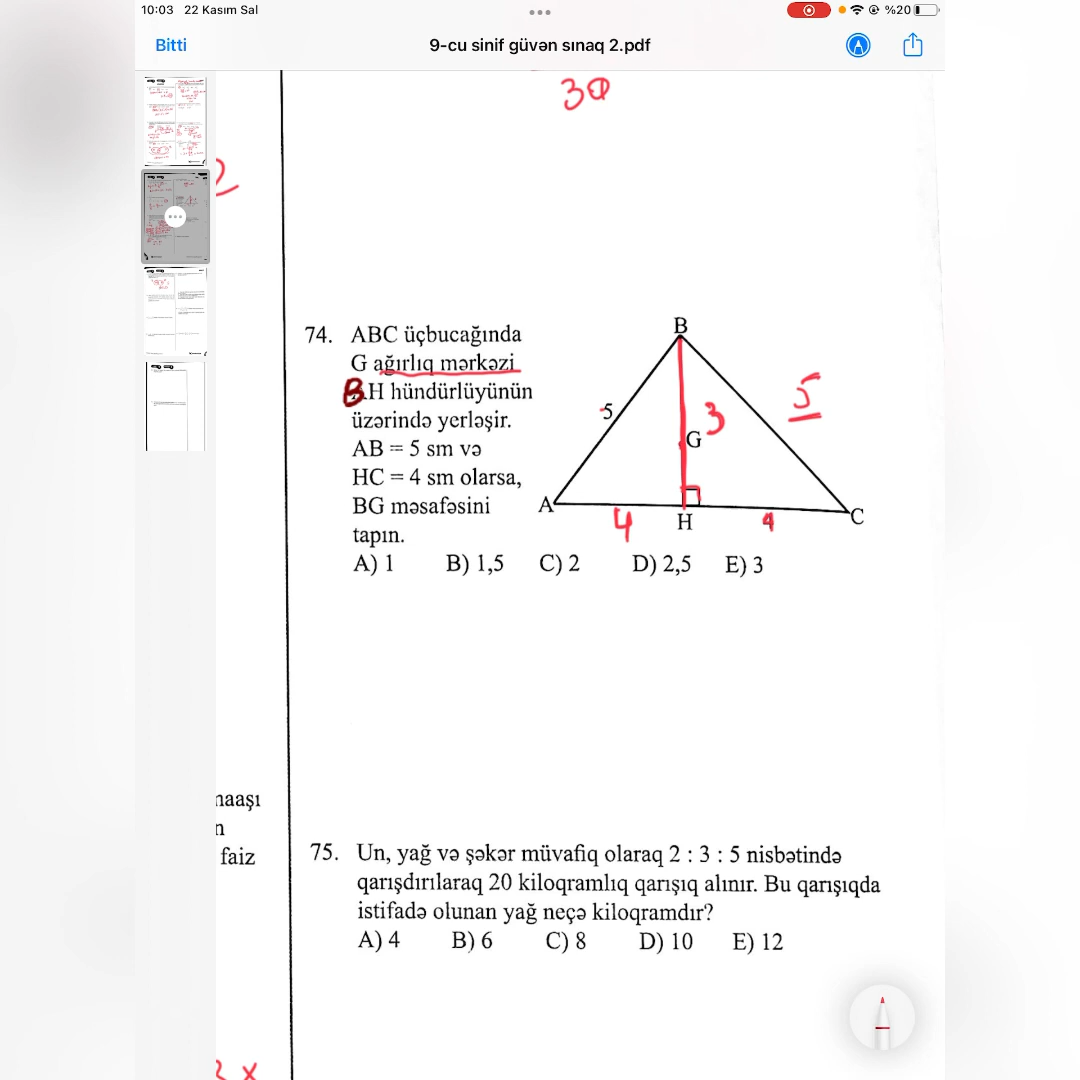 10:03 22 Kasım Sal
%20
Bitti
9-cu sinif güvən sınaq 2.pdf
30
2
74. ABC üçbucağında
G ağırlıq mərkəzi
BH hündürlüyünün
üzərində yerləşir.
AB = 5 sm və
HC = 4 sm olarsa,
BG məsafəsini
tapın.
A) 1 B) 1,5 C) 2 D) 2,5 E) 3
B
5
3
5
G
A
4
H
4
C
naaşı
n
faiz
75. Un, yağ və şəkər müvafiq olaraq 2 : 3 : 5 nisbətində
qarışdırılaraq 20 kiloqramlıq qarışıq alınır. Bu qarışıqda
istifadə olunan yağ neçə kiloqramdır?
A) 4 B) 6 C) 8 D) 10 E) 12
x